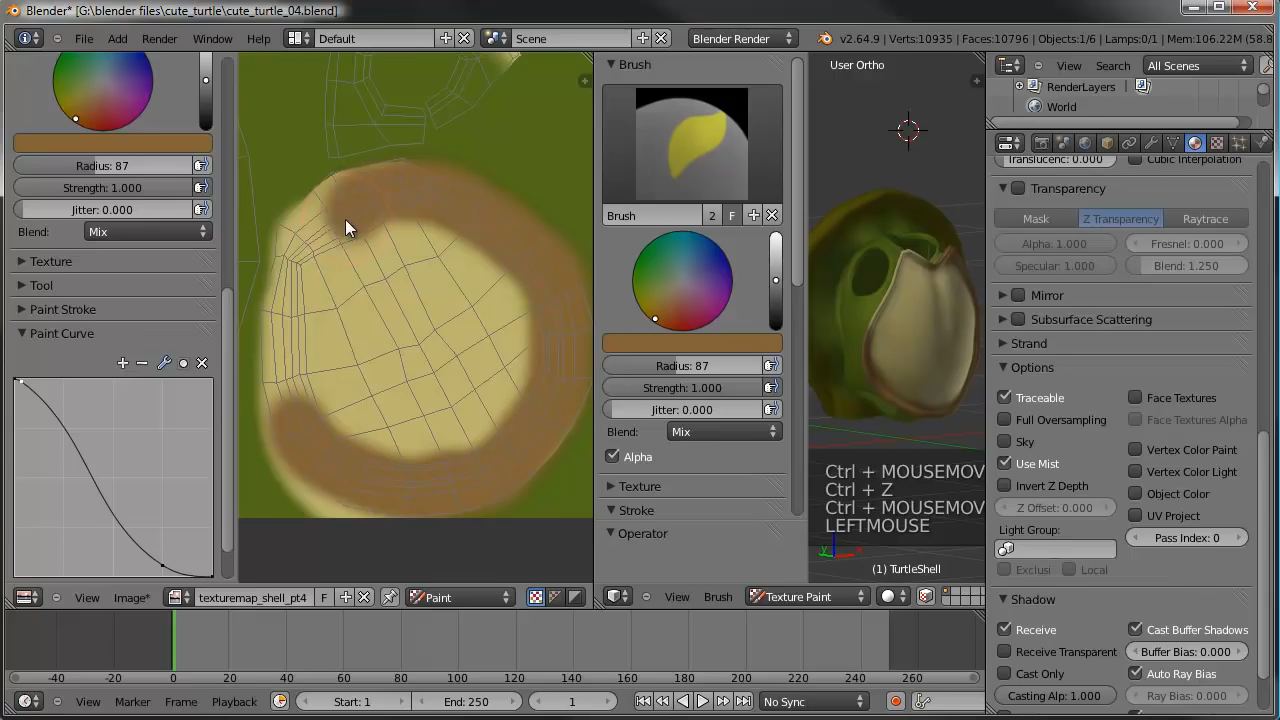 Blender* [G:\blender files\cute_turtle\cute_turtle_04.blend]
File Add Render Window Help Default Scene Blender Render v2.64.9 | Verts:10935 | Faces:10796 | Objects:1/6 | Lamps:0/1 | Mem:106.22M (58.8
Radius: 87
Strength: 1.000
Jitter: 0.000
Blend: Mix
Texture
Tool
Paint Stroke
Paint Curve
View Image* texturemap_shell_pt4 F Paint
Brush
Brush 2 F
Radius: 87
Strength: 1.000
Jitter: 0.000
Blend: Mix
Alpha
Texture
Stroke
Operator
View Brush Texture Paint
User Ortho
Ctrl + MOUSEMOV
Ctrl + Z
Ctrl + MOUSEMOV
LEFTMOUSE
y x
(1) TurtleShell
View Search All Scenes
RenderLayers
World
Translucenc: 0.000 Cubic Interpolation
Transparency
Mask Z Transparency Raytrace
Alpha: 1.000 Fresnel: 0.000
Specular: 1.000 Blend: 1.250
Mirror
Subsurface Scattering
Strand
Options
Traceable Face Textures
Full Oversampling Face Textures Alpha
Sky
Vertex Color Paint
Use Mist
Vertex Color Light
Invert Z Depth
Object Color
Z Offset: 0.000
UV Project
Light Group:
Pass Index: 0
Exclusi Local
Shadow
Receive Cast Buffer Shadows
Receive Transparent Buffer Bias: 0.000
Cast Only Auto Ray Bias
Casting Alp: 1.000 Ray Bias: 0.000
-40 -20 0 20 40 60 80 100 120 140 160 180 200 220 240 260
View Marker Frame Playback Start: 1 End: 250 1 No Sync